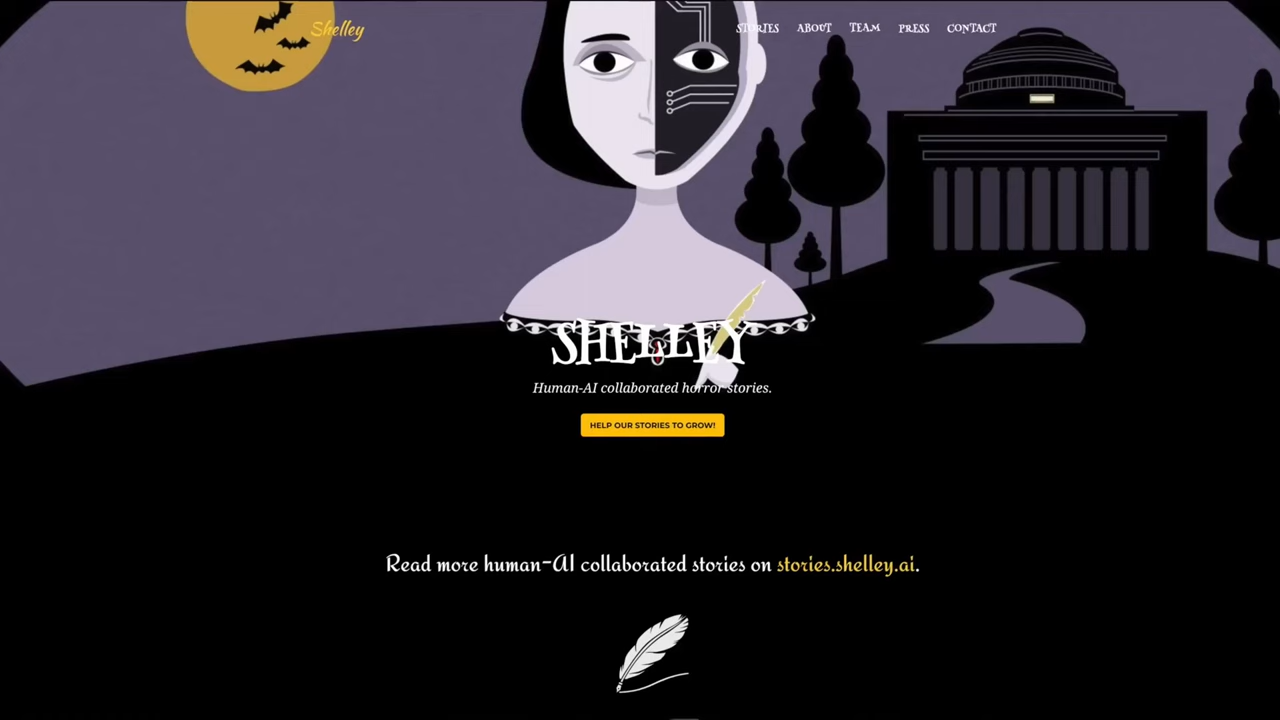 Shelley
STORIES ABOUT TEAM PRESS CONTACT
SHELLEY
Human-AI collaborated horror stories.
HELP OUR STORIES TO GROW!
Read more human-AI collaborated stories on stories.shelley.ai.